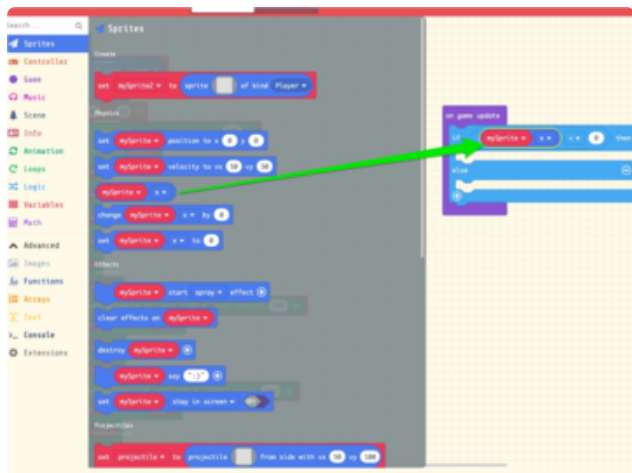 Search...
Sprites
Controller
Game
Music
Scene
Info
Animation
Loops
Logic
Variables
Math
Advanced
Images
Functions
Arrays
Text
Console
Extensions
Sprites
Create
set mySprite2 to sprite of kind Player
Physics
set mySprite position to x 0 y 0
set mySprite velocity to vx 50 vy 50
mySprite x
change mySprite x by 0
set mySprite x to 0
Effects
mySprite start spray effect
clear effects on mySprite
destroy mySprite
mySprite say ":)"
set mySprite stay in screen
Projectiles
set projectile to projectile from side with vx 50 vy 100
on game update
if mySprite x < 0 then
else